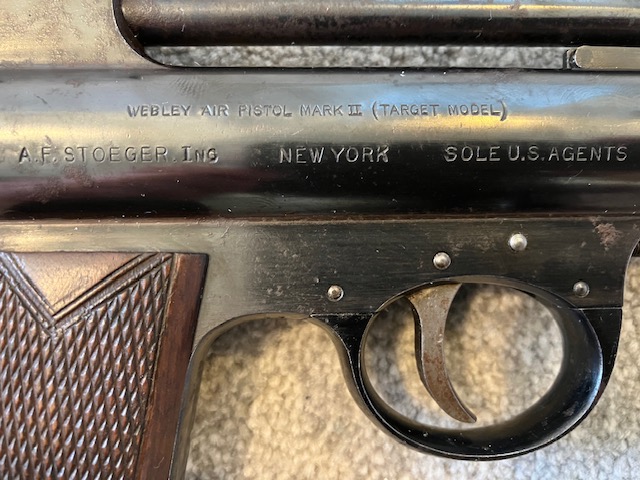 WEBLEY AIR PISTOL MARK II (TARGET MODEL)
A.F. STOEGER. INC NEW YORK SOLE U.S. AGENTS